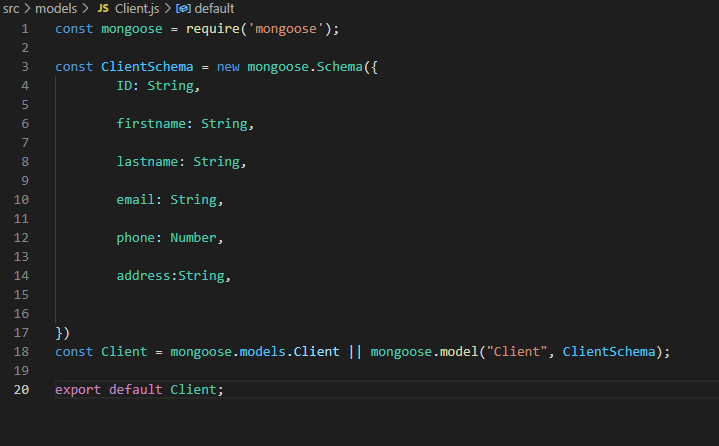 src > models > JS Client.js > default
1 const mongoose = require('mongoose');
2
3 const ClientSchema = new mongoose.Schema({
4 ID: String,
5
6 firstname: String,
7
8 lastname: String,
9
10 email: String,
11
12 phone: Number,
13
14 address:String,
15
16
17 })
18 const Client = mongoose.models.Client || mongoose.model("Client", ClientSchema);
19
20 export default Client;